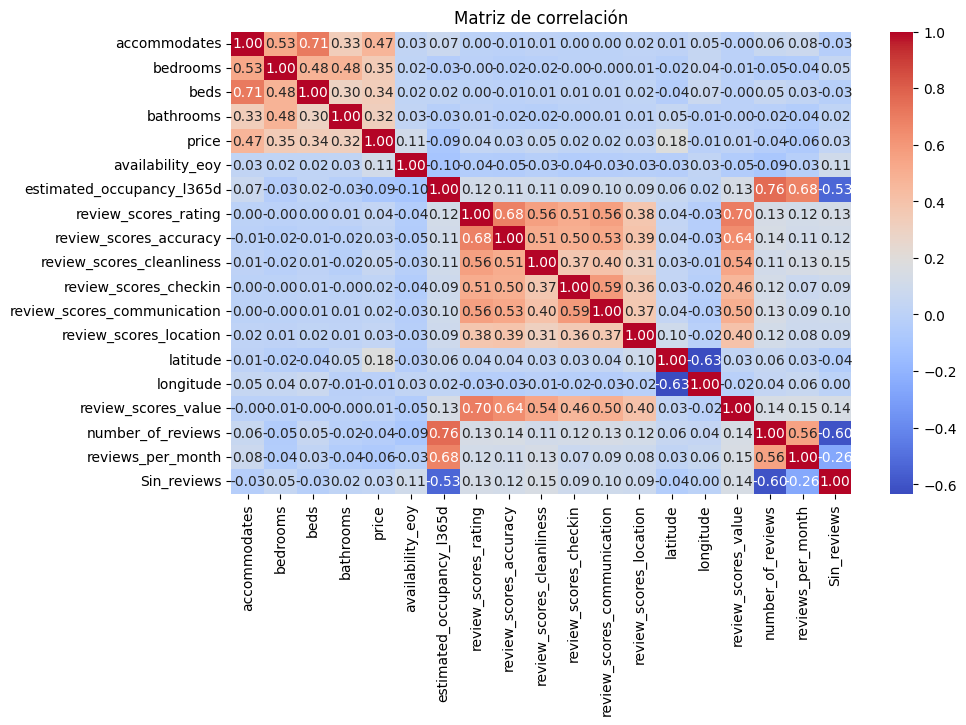 Matriz de correlación
accommodates 1.00 0.53 0.71 0.33 0.47 0.03 0.07 0.00 -0.01 0.01 0.00 0.00 0.02 0.01 0.05 -0.00 0.06 0.08 -0.03
bedrooms 0.53 1.00 0.48 0.48 0.35 0.02 -0.03 -0.00 -0.02 -0.02 -0.00 -0.00 0.01 -0.02 0.04 -0.01 -0.05 -0.04 0.05
beds 0.71 0.48 1.00 0.30 0.34 0.02 0.02 0.00 -0.01 0.01 0.01 0.01 0.02 -0.04 0.07 -0.00 0.05 0.03 -0.03
bathrooms 0.33 0.48 0.30 1.00 0.32 0.03 -0.03 0.01 -0.02 -0.02 -0.00 0.01 0.01 0.05 -0.01 -0.00 -0.02 -0.04 0.02
price 0.47 0.35 0.34 0.32 1.00 0.11 -0.09 0.04 0.03 0.05 0.02 0.02 0.03 0.18 -0.01 0.01 -0.04 -0.06 0.03
availability_eoy 0.03 0.02 0.02 0.03 0.11 1.00 -0.10 -0.04 -0.05 -0.03 -0.04 -0.03 -0.03 -0.03 0.03 -0.05 -0.09 -0.03 0.11
estimated_occupancy_l365d 0.07 -0.03 0.02 -0.03 -0.09 -0.10 1.00 0.12 0.11 0.11 0.09 0.10 0.09 0.06 0.02 0.13 0.76 0.68 -0.53
review_scores_rating 0.00 -0.00 0.00 0.01 0.04 -0.04 0.12 1.00 0.68 0.56 0.51 0.56 0.38 0.04 -0.03 0.70 0.13 0.12 0.13
review_scores_accuracy -0.01 -0.02 -0.01 -0.02 0.03 -0.05 0.11 0.68 1.00 0.51 0.50 0.53 0.39 0.04 -0.03 0.64 0.14 0.11 0.12
review_scores_cleanliness 0.01 -0.02 0.01 -0.02 0.05 -0.03 0.11 0.56 0.51 1.00 0.37 0.40 0.31 0.03 -0.01 0.54 0.11 0.13 0.15
review_scores_checkin 0.00 -0.00 0.01 -0.00 0.02 -0.04 0.09 0.51 0.50 0.37 1.00 0.59 0.36 0.03 -0.02 0.46 0.12 0.07 0.09
review_scores_communication 0.00 -0.00 0.01 0.01 0.02 -0.03 0.10 0.56 0.53 0.40 0.59 1.00 0.37 0.04 -0.02 0.50 0.13 0.09 0.10
review_scores_location 0.02 0.01 0.02 0.01 0.03 -0.03 0.09 0.38 0.39 0.31 0.36 0.37 1.00 0.10 -0.02 0.40 0.12 0.08 0.09
latitude 0.01 -0.02 -0.04 0.05 0.18 -0.03 0.06 0.04 0.04 0.03 0.03 0.04 0.10 1.00 -0.63 0.03 0.06 0.03 -0.04
longitude 0.05 0.04 0.07 -0.01 -0.01 0.03 0.02 -0.03 -0.03 -0.01 -0.02 -0.02 -0.02 -0.63 1.00 -0.02 0.04 0.06 0.00
review_scores_value -0.00 -0.01 -0.00 -0.00 0.01 -0.05 0.13 0.70 0.64 0.54 0.46 0.50 0.40 0.03 -0.02 1.00 0.14 0.15 0.14
number_of_reviews 0.06 -0.05 0.05 -0.02 -0.04 -0.09 0.76 0.13 0.14 0.11 0.12 0.13 0.12 0.06 0.04 0.14 1.00 0.56 -0.60
reviews_per_month 0.08 -0.04 0.03 -0.04 -0.06 -0.03 0.68 0.12 0.11 0.13 0.07 0.09 0.08 0.03 0.06 0.15 0.56 1.00 -0.26
Sin_reviews -0.03 0.05 -0.03 0.02 0.03 0.11 -0.53 0.13 0.12 0.15 0.09 0.10 0.09 -0.04 0.00 0.14 -0.60 -0.26 1.00
accommodates
bedrooms
beds
bathrooms
price
availability_eoy
estimated_occupancy_l365d
review_scores_rating
review_scores_accuracy
review_scores_cleanliness
review_scores_checkin
review_scores_communication
review_scores_location
latitude
longitude
review_scores_value
number_of_reviews
reviews_per_month
Sin_reviews
1.0
0.8
0.6
0.4
0.2
0.0
−0.2
−0.4
−0.6